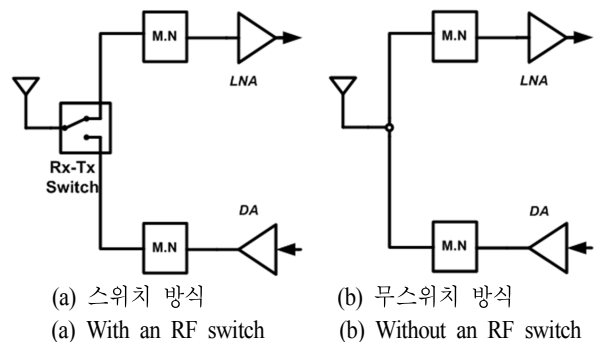 M.N
LNA
Rx-Tx
Switch
DA
M.N
(a) 스위치 방식
(a) With an RF switch
M.N
LNA
DA
M.N
(b) 무스위치 방식
(b) Without an RF switch